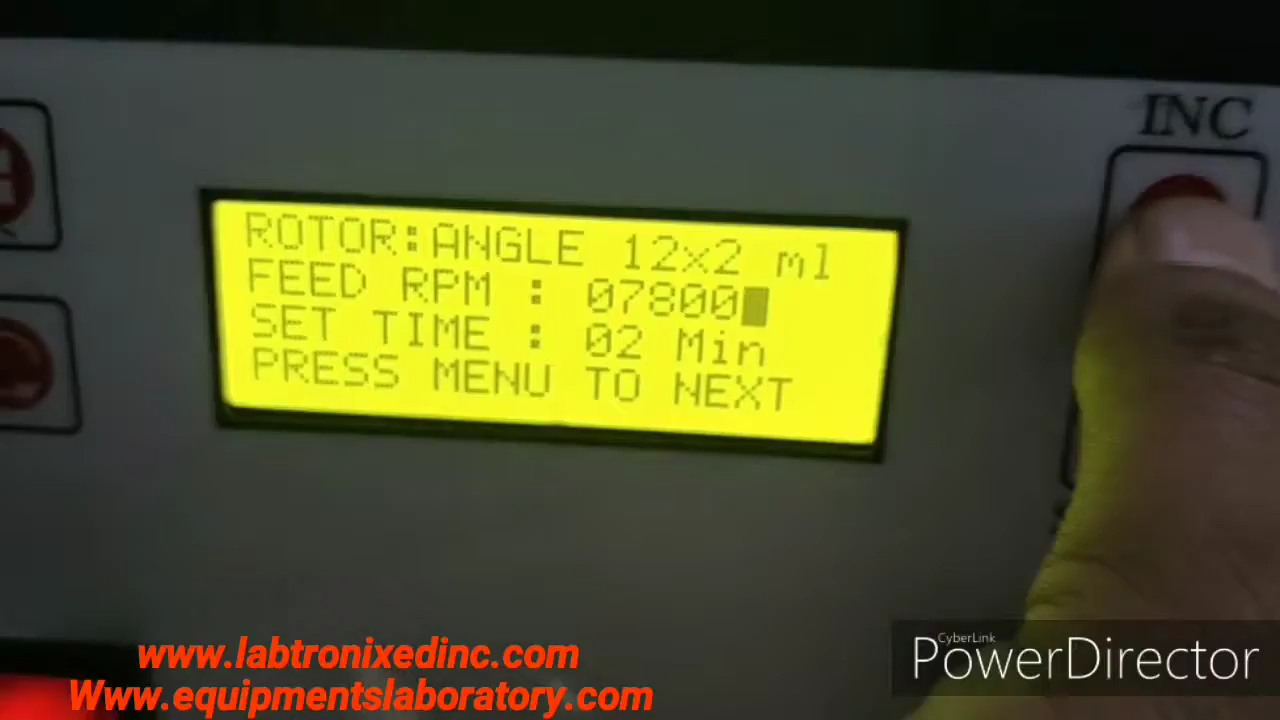 INC
ROTOR:ANGLE 12x2 ml
FEED RPM : 07800
SET TIME : 02 Min
PRESS MENU TO NEXT
www.labtronixedinc.com
Www.equipmentslaboratory.com
CyberLink
PowerDirector